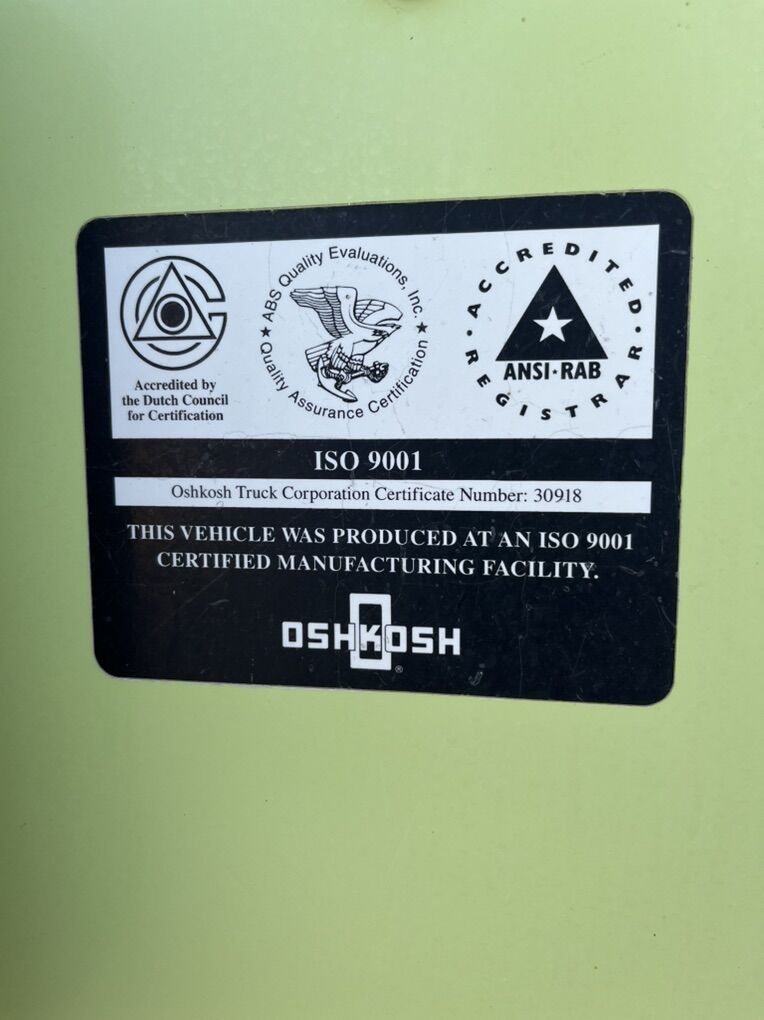 Accredited by
the Dutch Council
for Certification
★ ABS Quality Evaluations, Inc. ★
Quality Assurance Certification
· ACCREDITED ·
REGISTRAR
ANSI·RAB
ISO 9001
Oshkosh Truck Corporation Certificate Number: 30918
THIS VEHICLE WAS PRODUCED AT AN ISO 9001
CERTIFIED MANUFACTURING FACILITY.
OSHKOSH
®